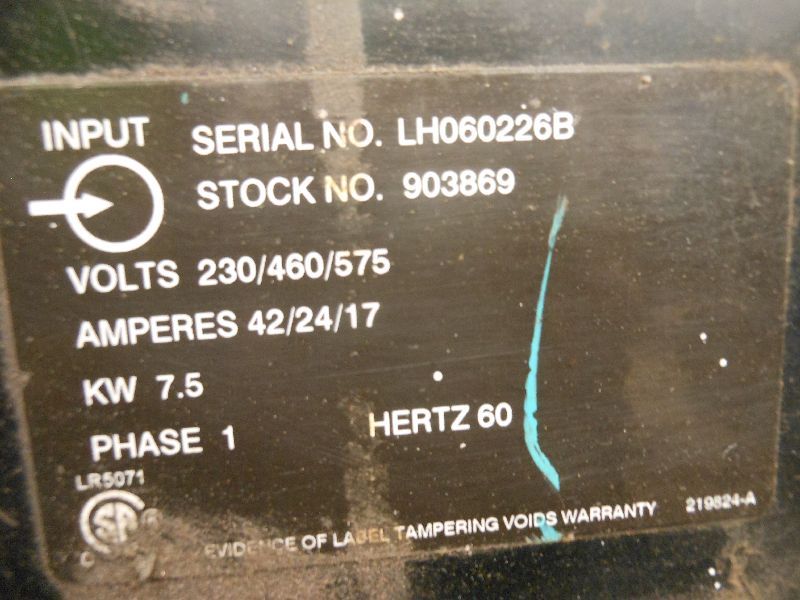 INPUT SERIAL NO. LH060226B
STOCK NO. 903869
VOLTS 230/460/575
AMPERES 42/24/17
KW 7.5
PHASE 1 HERTZ 60
LR5071
EVIDENCE OF LABEL TAMPERING VOIDS WARRANTY 219824-A